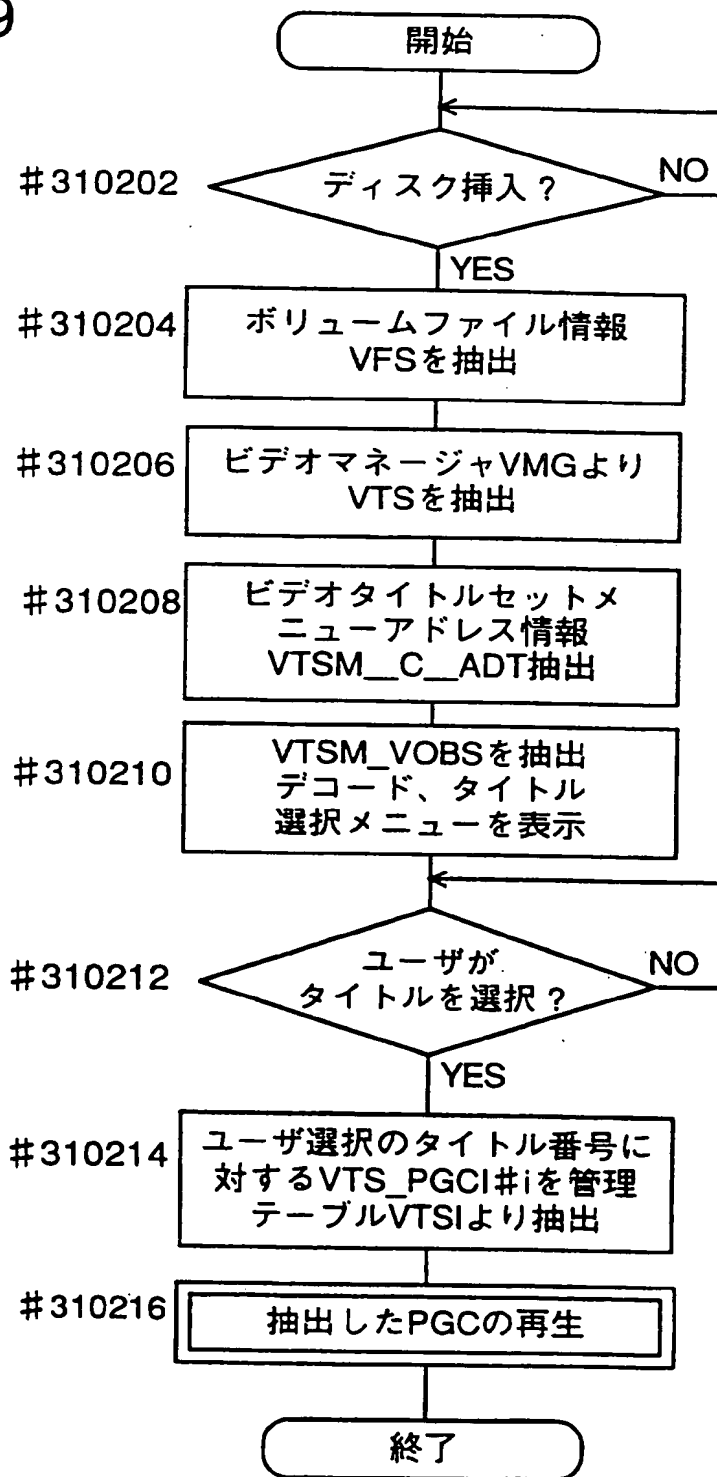 9
開始
#310202
ディスク挿入？
NO
YES
#310204
ボリュームファイル情報
VFSを抽出
#310206
ビデオマネージャVMGより
VTSを抽出
#310208
ビデオタイトルセットメ
ニューアドレス情報
VTSM__C__ADT抽出
#310210
VTSM_VOBSを抽出
デコード、タイトル
選択メニューを表示
#310212
ユーザが
タイトルを選択？
NO
YES
#310214
ユーザ選択のタイトル番号に
対するVTS_PGCI#iを管理
テーブルVTSIより抽出
#310216
抽出したPGCの再生
終了